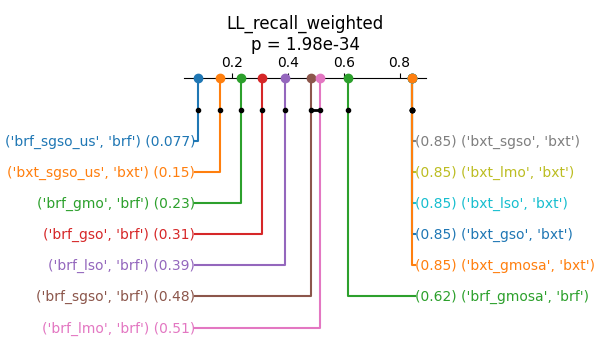 LL_recall_weighted
p = 1.98e-34
0.2 0.4 0.6 0.8
('brf_sgso_us', 'brf') (0.077)
(0.85) ('bxt_sgso', 'bxt')
('bxt_sgso_us', 'bxt') (0.15)
(0.85) ('bxt_lmo', 'bxt')
('brf_gmo', 'brf') (0.23)
(0.85) ('bxt_lso', 'bxt')
('brf_gso', 'brf') (0.31)
(0.85) ('bxt_gso', 'bxt')
('brf_lso', 'brf') (0.39)
(0.85) ('bxt_gmosa', 'bxt')
('brf_sgso', 'brf') (0.48)
(0.62) ('brf_gmosa', 'brf')
('brf_lmo', 'brf') (0.51)